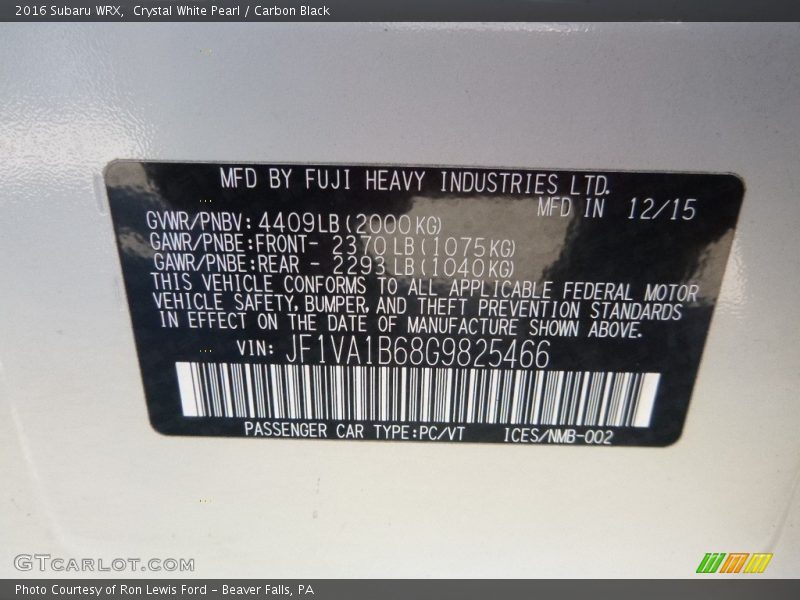 2016 Subaru WRX,  Crystal White Pearl / Carbon Black
MFD BY FUJI HEAVY INDUSTRIES LTD.
MFD IN 12/15
GVWR/PNBV: 4409LB(2000KG)
GAWR/PNBE:FRONT- 2370 LB(1075KG)
GAWR/PNBE:REAR - 2293 LB(1040KG)
THIS VEHICLE CONFORMS TO ALL APPLICABLE FEDERAL MOTOR
VEHICLE SAFETY, BUMPER, AND THEFT PREVENTION STANDARDS
IN EFFECT ON THE DATE OF MANUFACTURE SHOWN ABOVE.
VIN: JF1VA1B68G9825466
PASSENGER CAR TYPE:PC/VT ICES/NMB-002
GTCARLOT.COM
Photo Courtesy of Ron Lewis Ford - Beaver Falls, PA